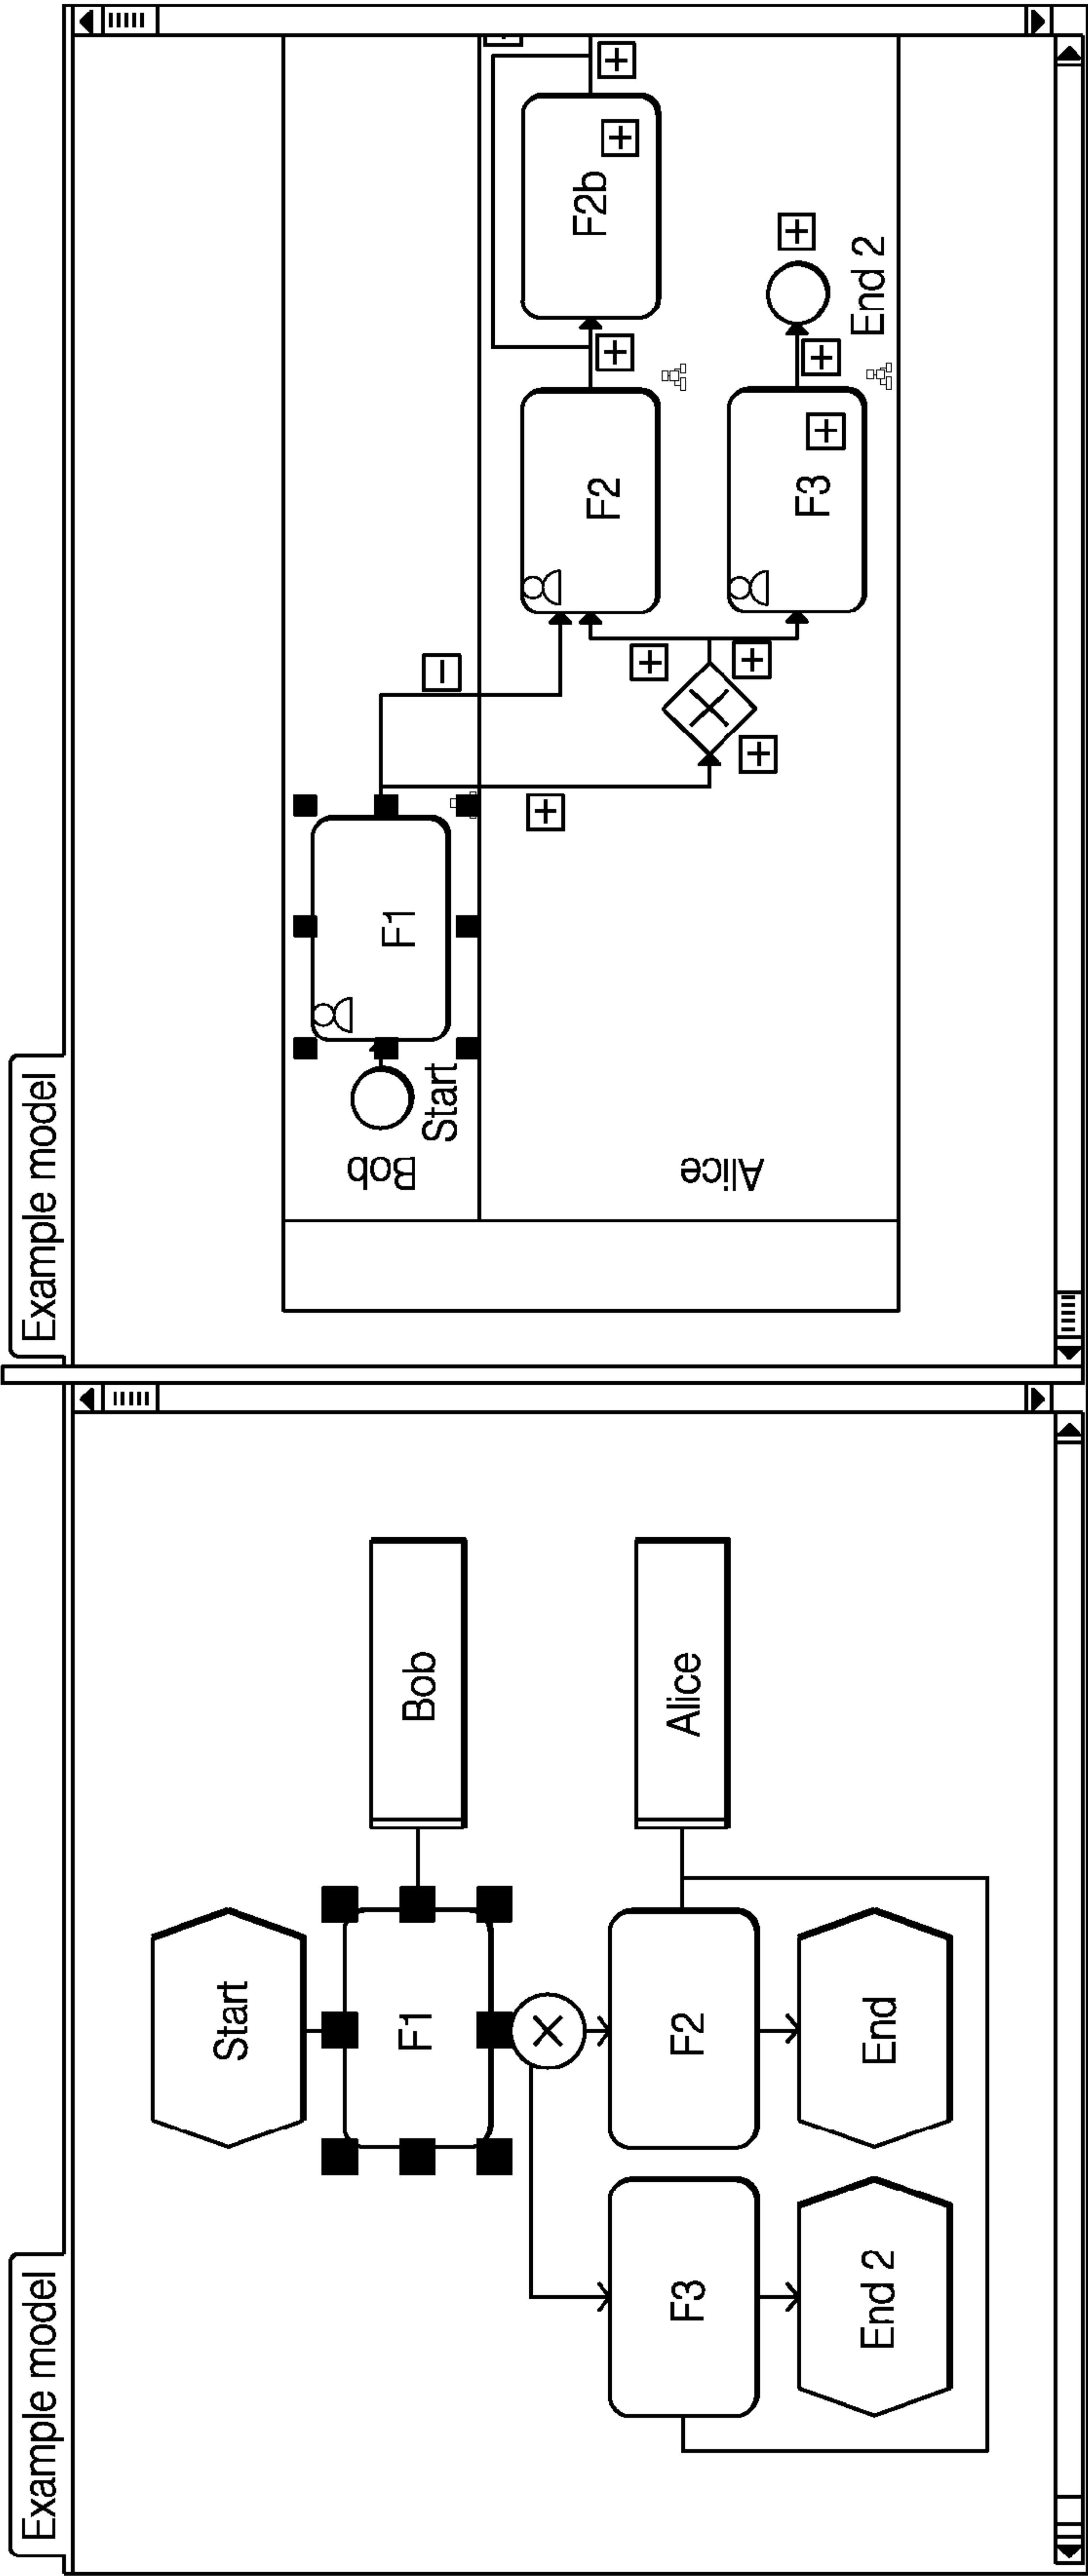 Example model
Start
F1
Bob
F3
F2
Alice
End 2
End
Example model
Bob
Start
F1
Alice
F2
F2b
F3
End 2